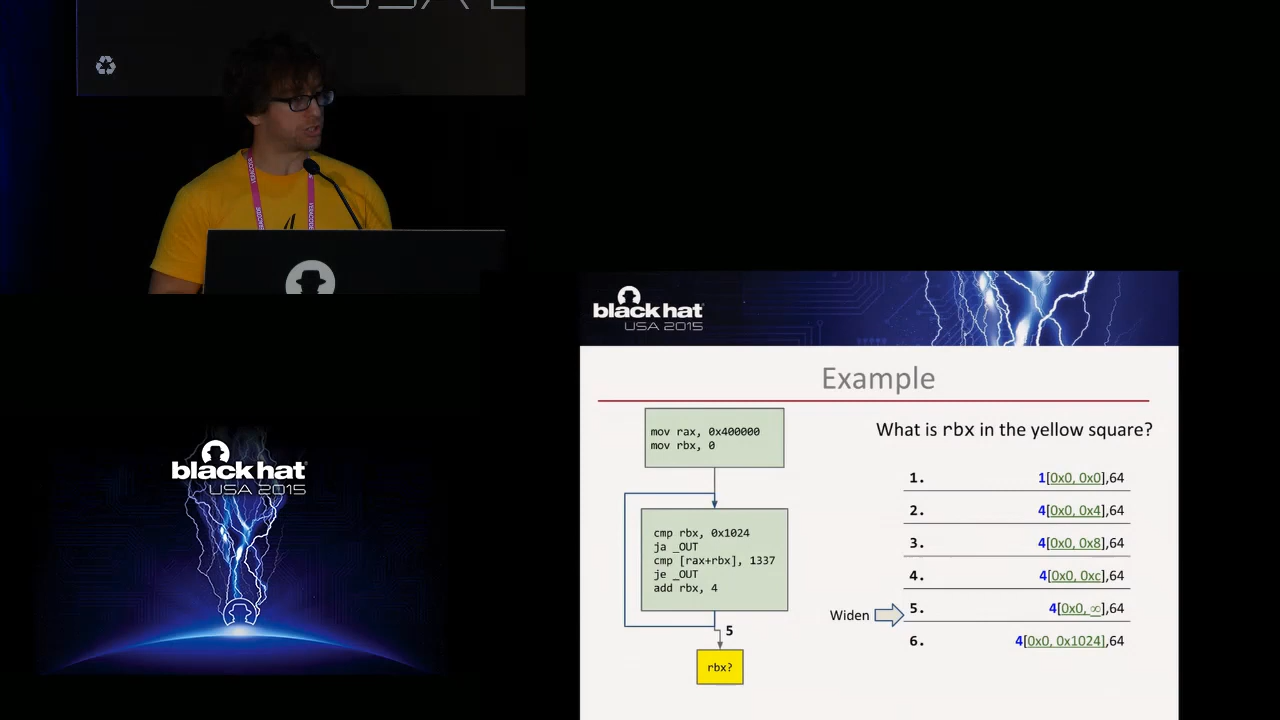 USA 2
black hat
USA 2015
Example
mov rax, 0x400000
mov rbx, 0
cmp rbx, 0x1024
ja _OUT
cmp [rax+rbx], 1337
je _OUT
add rbx, 4
5
rbx?
What is rbx in the yellow square?
1. 1[0x0, 0x0],64
2. 4[0x0, 0x4],64
3. 4[0x0, 0x8],64
4. 4[0x0, 0xc],64
Widen 5. 4[0x0, ∞],64
6. 4[0x0, 0x1024],64
black hat
USA 2015